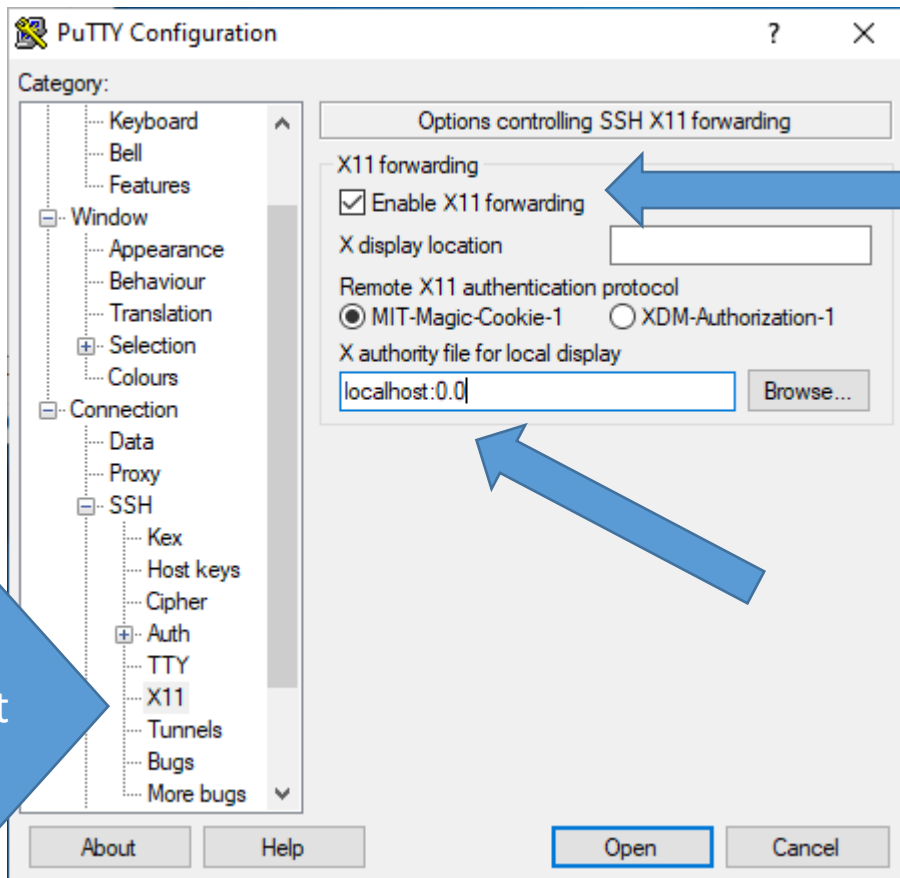 PuTTY Configuration
?
Category:
Keyboard
Bell
Features
Window
Appearance
Behaviour
Translation
Selection
Colours
Connection
Data
Proxy
SSH
Kex
Host keys
Cipher
Auth
TTY
X11
Tunnels
Bugs
More bugs
Options controlling SSH X11 forwarding
X11 forwarding
Enable X11 forwarding
X display location
Remote X11 authentication protocol
MIT-Magic-Cookie-1 XDM-Authorization-1
X authority file for local display
localhost:0.0 Browse...
About Help Open Cancel